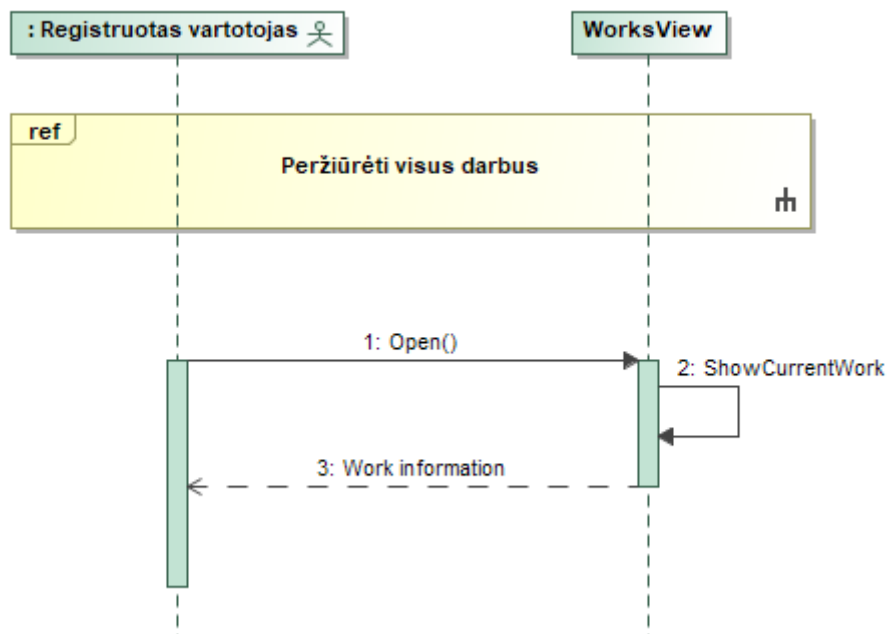 : Registruotas vartotojas
WorksView
ref
Peržiūrėti visus darbus
1: Open()
2: ShowCurrentWork
3: Work information